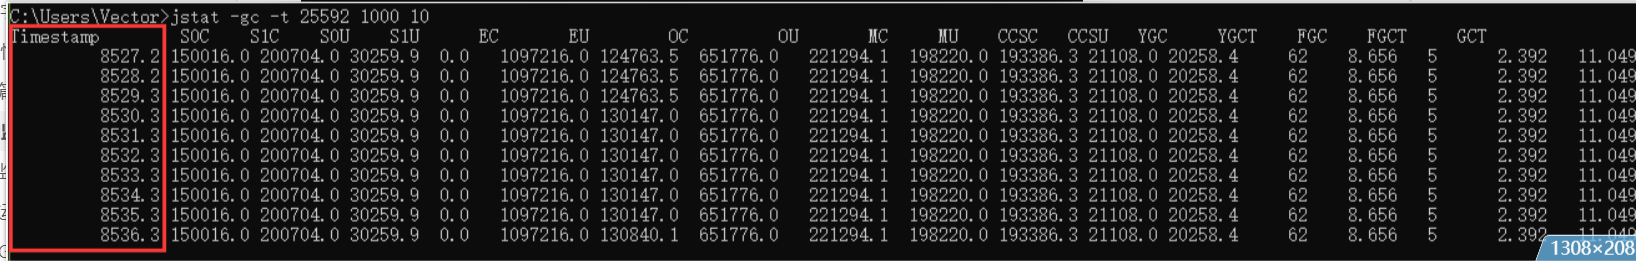 C:\Users\Vector>jstat -gc -t 25592 1000 10
Timestamp S0C S1C S0U S1U EC EU OC OU MC MU CCSC CCSU YGC YGCT FGC FGCT GCT
8527.2 150016.0 200704.0 30259.9 0.0 1097216.0 124763.5 651776.0 221294.1 198220.0 193386.3 21108.0 20258.4 62 8.656 5 2.392 11.049
8528.2 150016.0 200704.0 30259.9 0.0 1097216.0 124763.5 651776.0 221294.1 198220.0 193386.3 21108.0 20258.4 62 8.656 5 2.392 11.049
8529.3 150016.0 200704.0 30259.9 0.0 1097216.0 124763.5 651776.0 221294.1 198220.0 193386.3 21108.0 20258.4 62 8.656 5 2.392 11.049
8530.3 150016.0 200704.0 30259.9 0.0 1097216.0 130147.0 651776.0 221294.1 198220.0 193386.3 21108.0 20258.4 62 8.656 5 2.392 11.049
8531.3 150016.0 200704.0 30259.9 0.0 1097216.0 130147.0 651776.0 221294.1 198220.0 193386.3 21108.0 20258.4 62 8.656 5 2.392 11.049
8532.3 150016.0 200704.0 30259.9 0.0 1097216.0 130147.0 651776.0 221294.1 198220.0 193386.3 21108.0 20258.4 62 8.656 5 2.392 11.049
8533.3 150016.0 200704.0 30259.9 0.0 1097216.0 130147.0 651776.0 221294.1 198220.0 193386.3 21108.0 20258.4 62 8.656 5 2.392 11.049
8534.3 150016.0 200704.0 30259.9 0.0 1097216.0 130147.0 651776.0 221294.1 198220.0 193386.3 21108.0 20258.4 62 8.656 5 2.392 11.049
8535.3 150016.0 200704.0 30259.9 0.0 1097216.0 130147.0 651776.0 221294.1 198220.0 193386.3 21108.0 20258.4 62 8.656 5 2.392 11.049
8536.3 150016.0 200704.0 30259.9 0.0 1097216.0 130840.1 651776.0 221294.1 198220.0 193386.3 21108.0 20258.4 62 8.656 5 2.392 11.049
1308×208